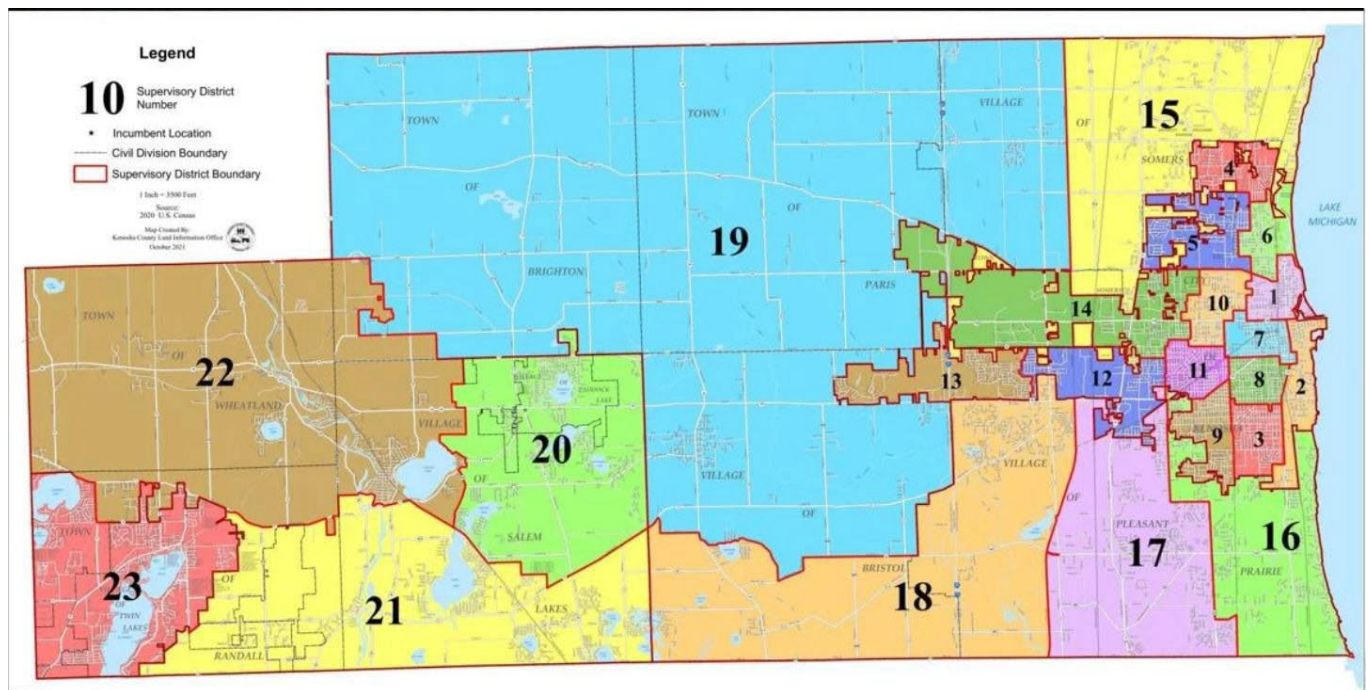 Legend
10 Supervisory District
Number
Incumbent Location
Civil Division Boundary
Supervisory District Boundary
1 Inch = 3500 Feet
Source:
2020 U.S. Census
Map Created By:
Kenosha County Land Information Office
October 2021
TOWN
TOWN
VILLAGE
OF
15
SOMERS
4
LAKE
MICHIGAN
OF
OF
19
5
6
BRIGHTON
PARIS
TOWN
10
1
14
OF
7
22
11
8
2
13
12
WHEATLAND
VILLAGE
20
9
3
VILLAGE
VILLAGE
OF
OF
OF
TOWN
SALEM
PLEASANT
16
23
17
BRISTOL
PRAIRIE
OF
OF
18
TWIN
LAKES
21
LAKES
RANDALL